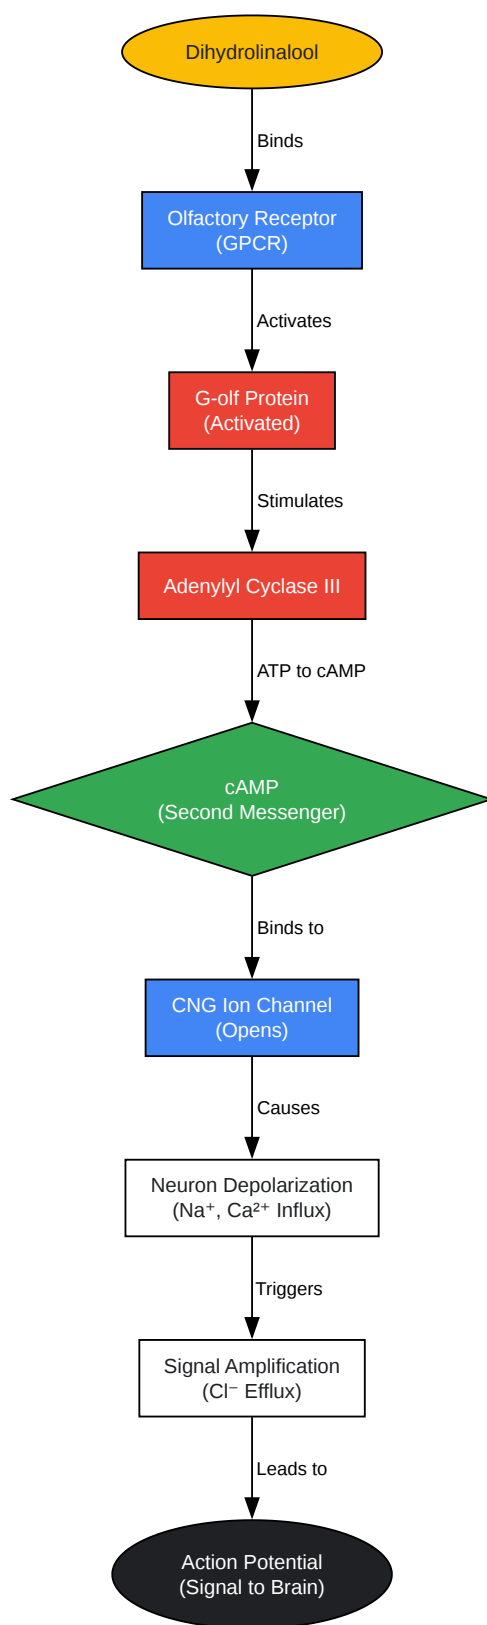 Dihydrolinalool
Binds
Olfactory Receptor
(GPCR)
Activates
G-olf Protein
(Activated)
Stimulates
Adenylyl Cyclase III
ATP to cAMP
cAMP
(Second Messenger)
Binds to
CNG Ion Channel
(Opens)
Causes
Neuron Depolarization
(Na⁺, Ca²⁺ Influx)
Triggers
Signal Amplification
(Cl⁻ Efflux)
Leads to
Action Potential
(Signal to Brain)